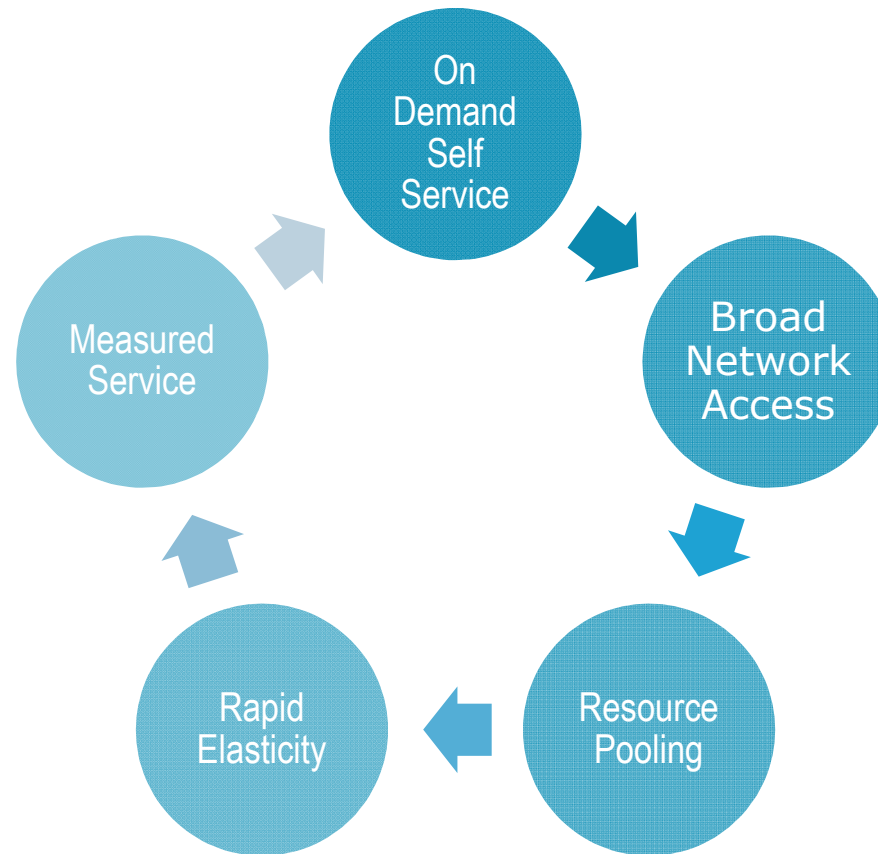 On
Demand
Self
Service
Broad
Network
Access
Resource
Pooling
Rapid
Elasticity
Measured
Service